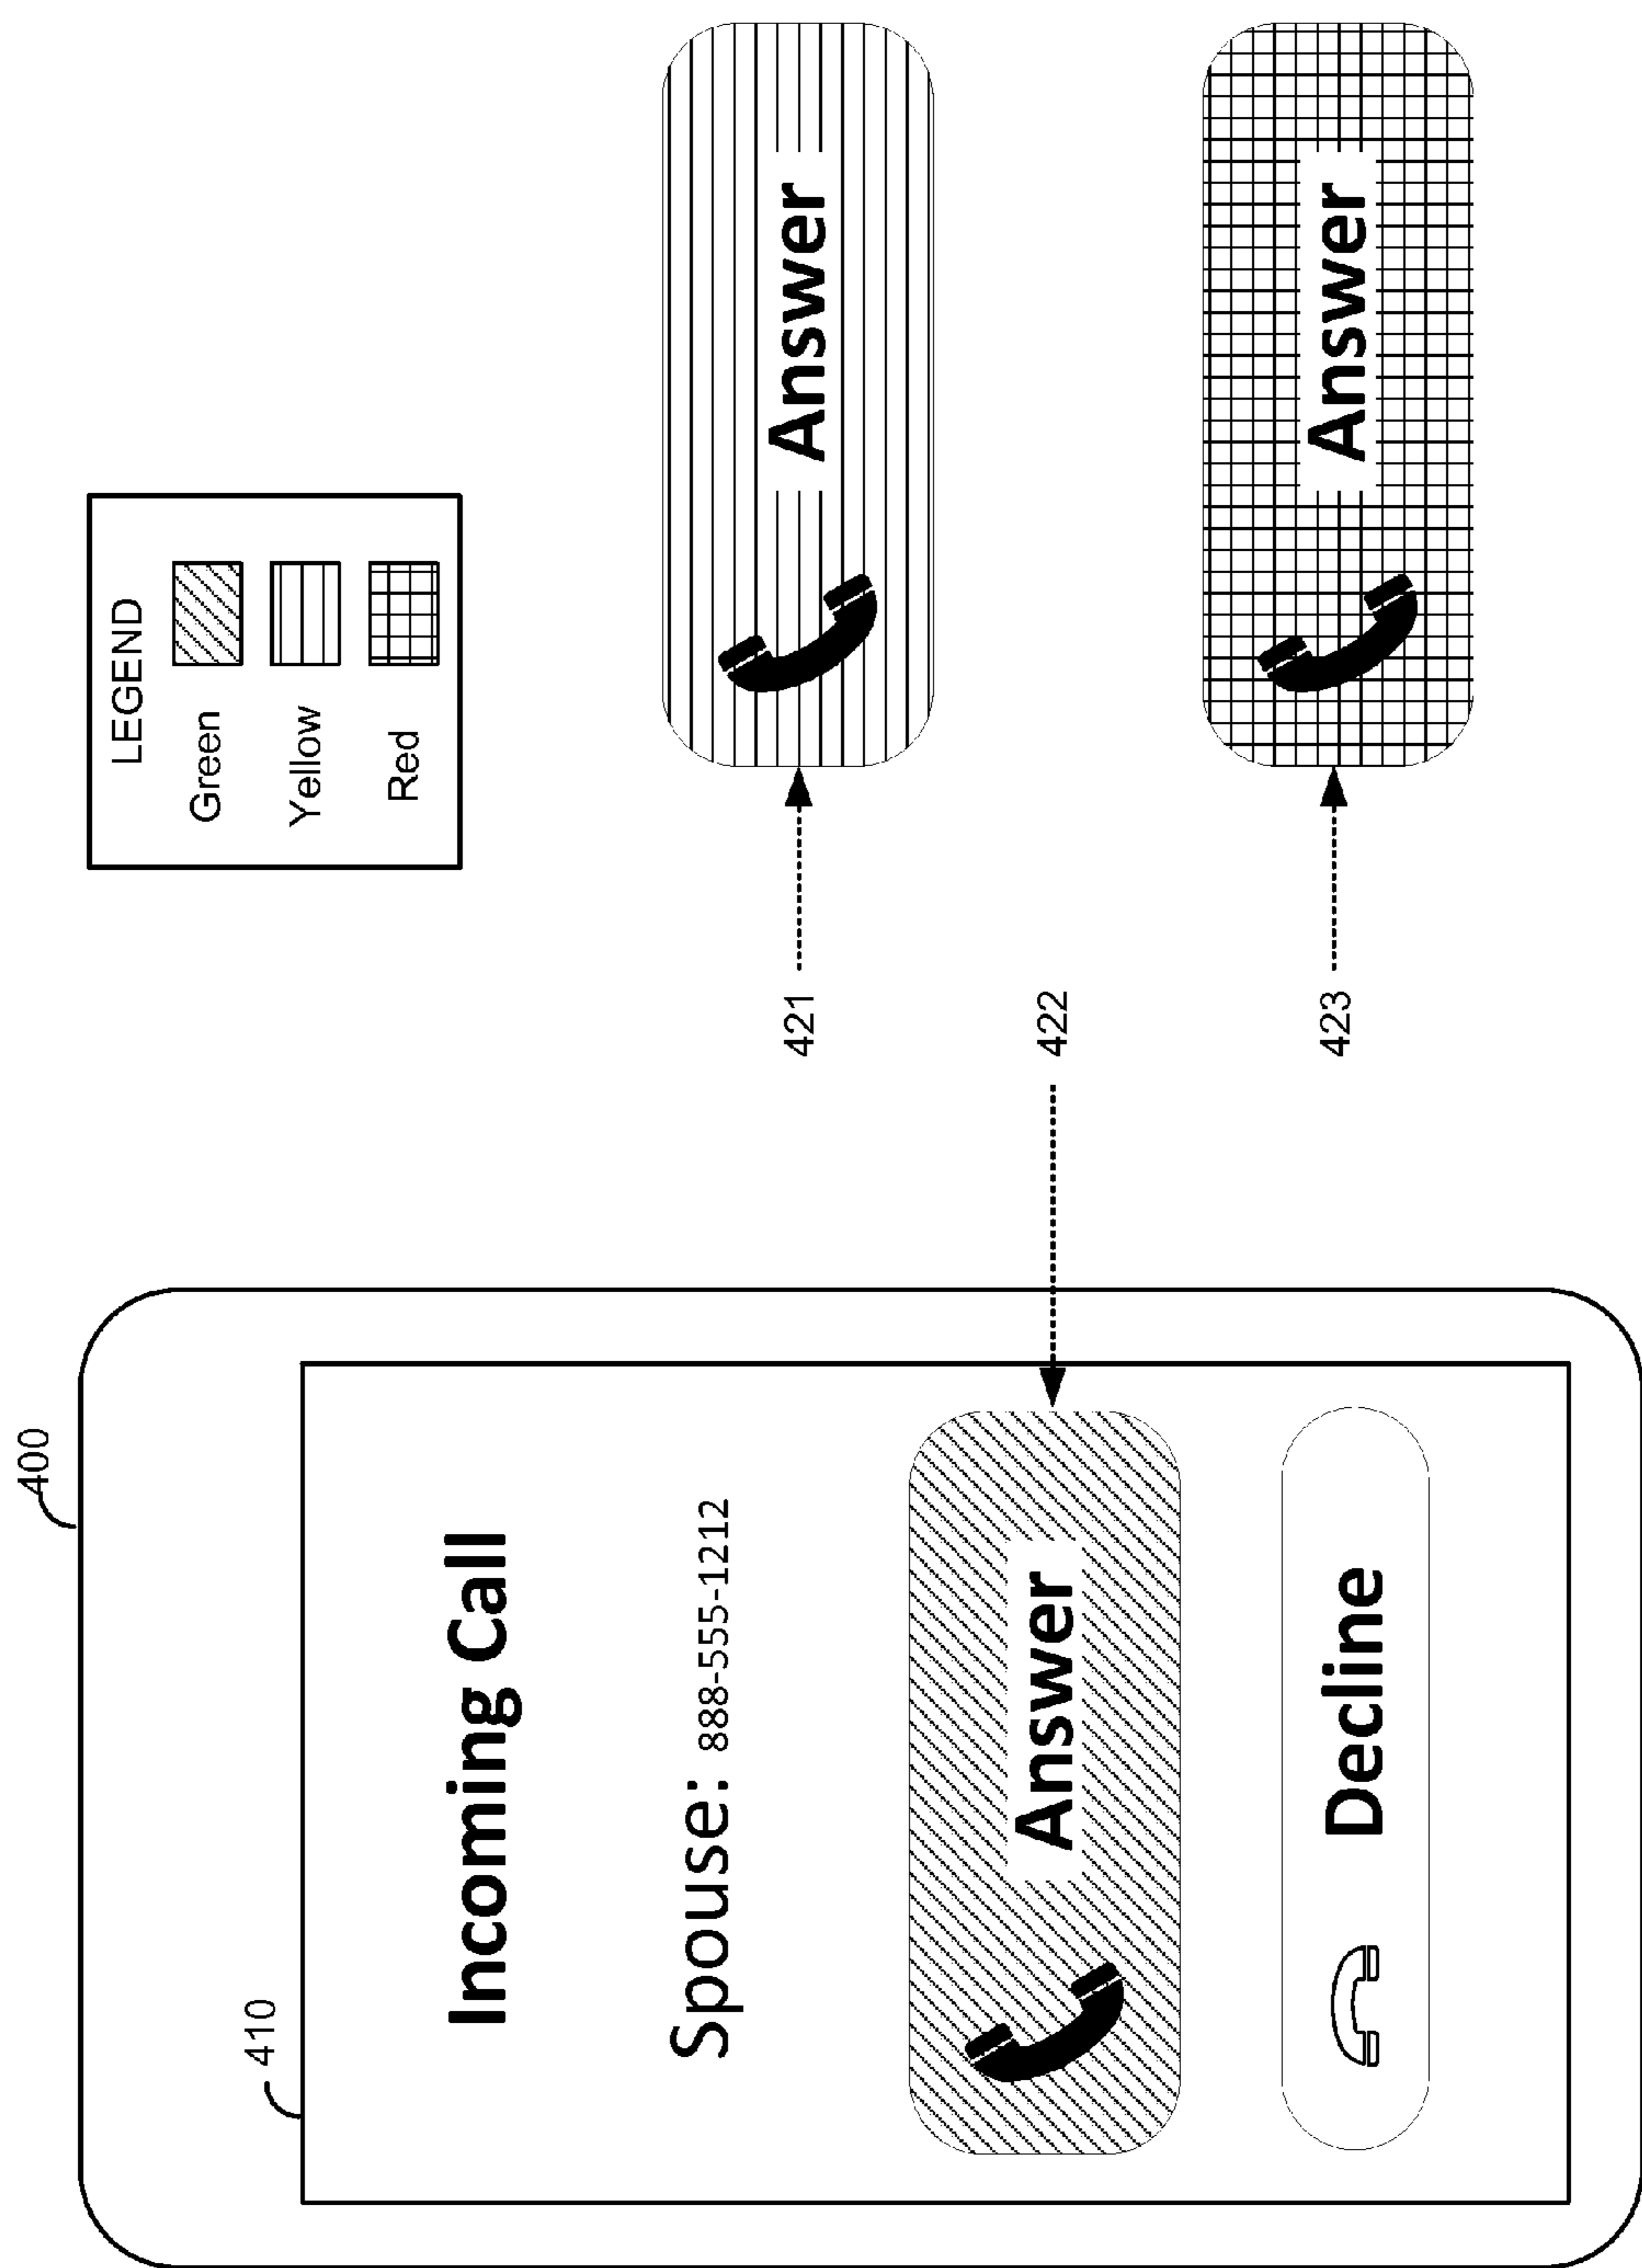 400
410
Incoming Call
Spouse: 888-555-1212
Answer
Decline
LEGEND
Green
Yellow
Red
421
Answer
422
423
Answer